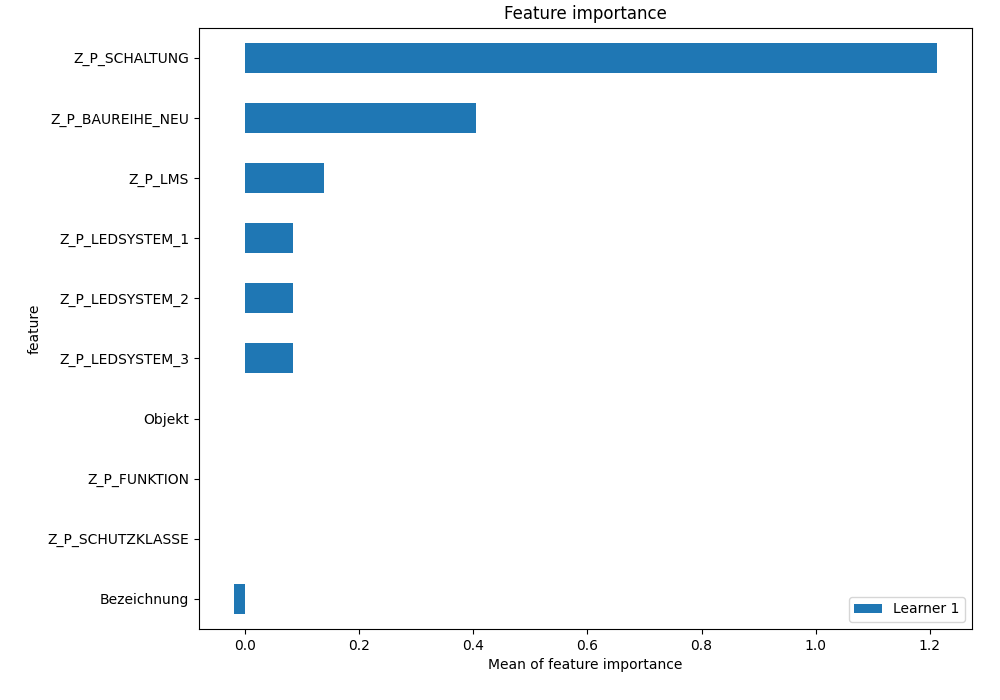 Feature importance
Z_P_SCHALTUNG
Z_P_BAUREIHE_NEU
Z_P_LMS
Z_P_LEDSYSTEM_1
Z_P_LEDSYSTEM_2
Z_P_LEDSYSTEM_3
Objekt
Z_P_FUNKTION
Z_P_SCHUTZKLASSE
Bezeichnung
feature
Learner 1
0.0 0.2 0.4 0.6 0.8 1.0 1.2
Mean of feature importance